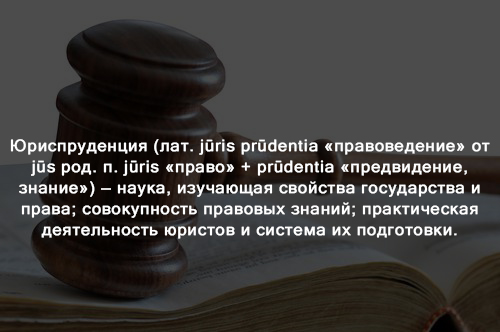 Юриспруденция (лат. jūris prūdentia «правоведение» от
jūs род. п. jūris «право» + prūdentia «предвидение,
знание») – наука, изучающая свойства государства и
права; совокупность правовых знаний; практическая
деятельность юристов и система их подготовки.